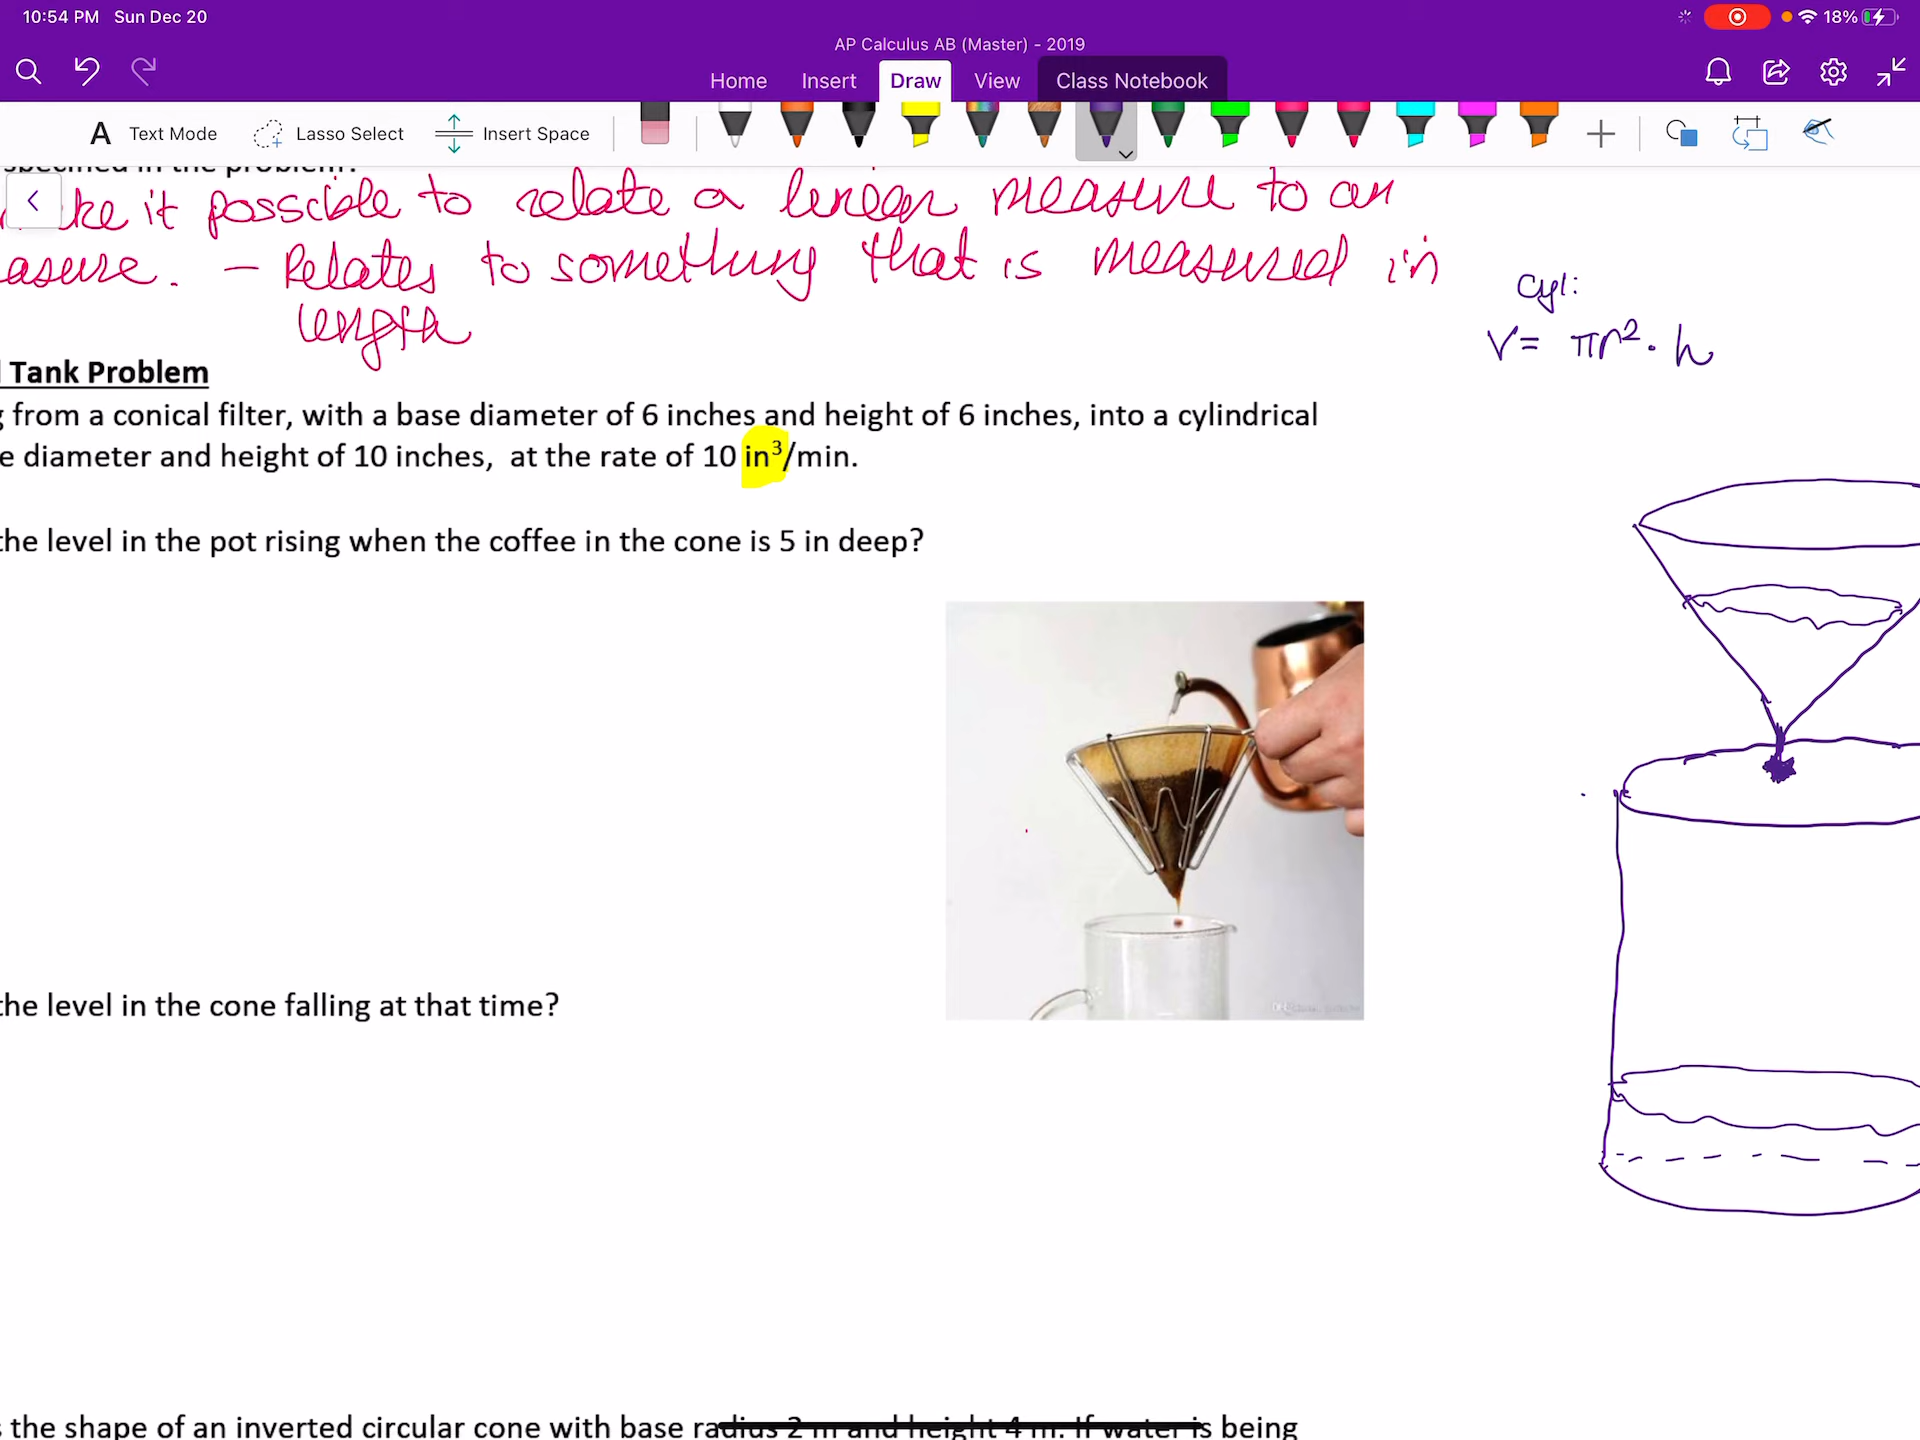 10:54 PM Sun Dec 20
18%
AP Calculus AB (Master) - 2019
Home Insert Draw View Class Notebook
A Text Mode Lasso Select Insert Space
specified in the problem.
ke it posscible to relate a linear measure to an
asure. - Relates to something that is measured in
length
Cyl:
V= πr²·h
Tank Problem
g from a conical filter, with a base diameter of 6 inches and height of 6 inches, into a cylindrical
e diameter and height of 10 inches, at the rate of 10 in³/min.
the level in the pot rising when the coffee in the cone is 5 in deep?
the level in the cone falling at that time?
s the shape of an inverted circular cone with base radius 2 m and height 4 m. If water is being